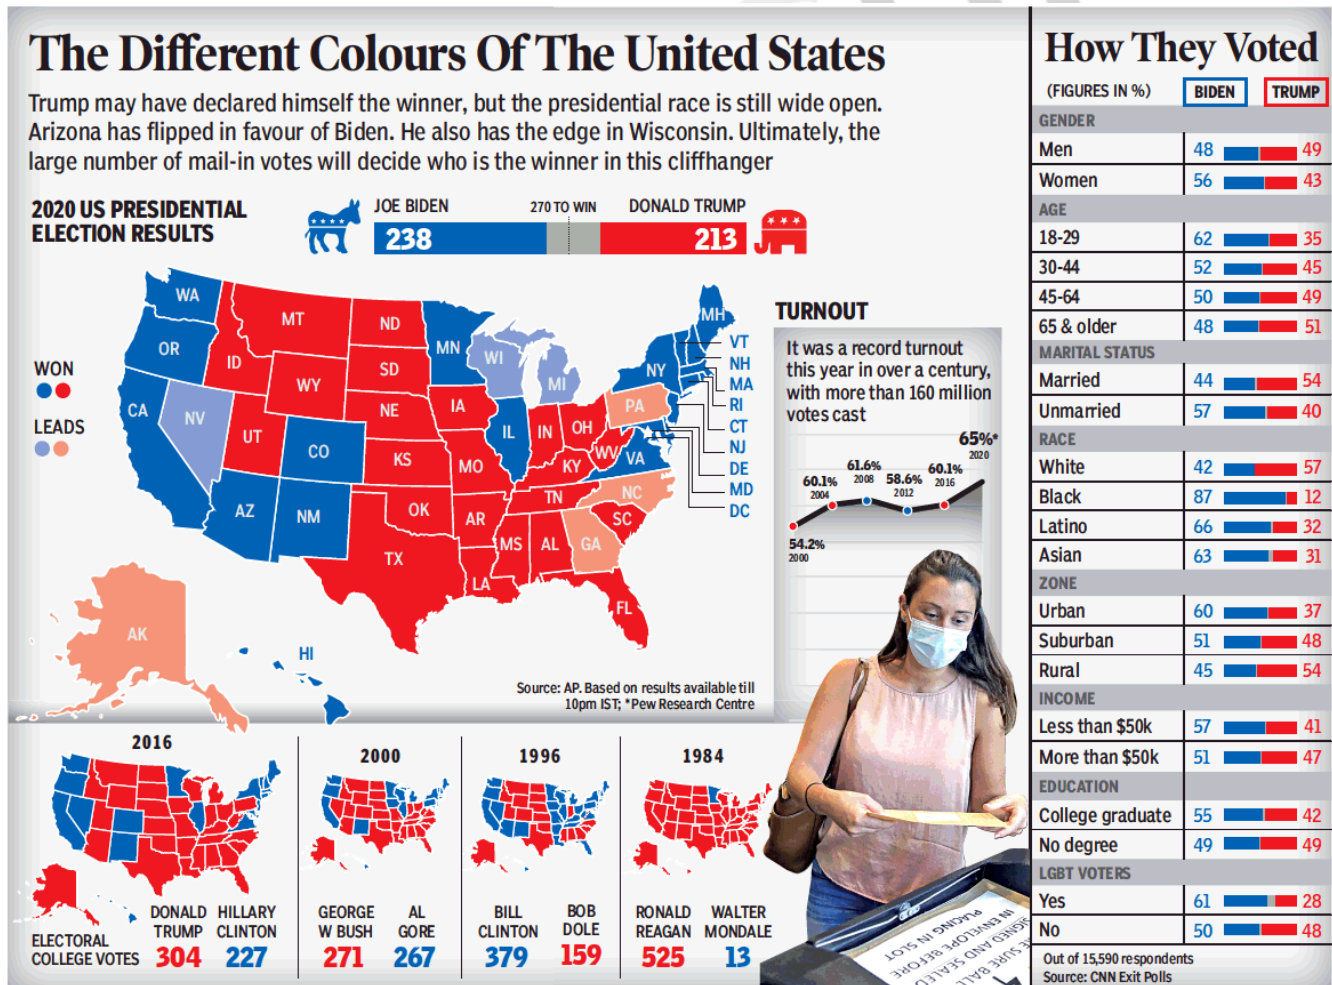 The Different Colours Of The United States
Trump may have declared himself the winner, but the presidential race is still wide open.
Arizona has flipped in favour of Biden. He also has the edge in Wisconsin. Ultimately, the
large number of mail-in votes will decide who is the winner in this cliffhanger
2020 US PRESIDENTIAL
ELECTION RESULTS
JOE BIDEN 270 TO WIN DONALD TRUMP
238 213
WON
LEADS
WA
OR
CA
NV
ID
MT
WY
UT
CO
AZ
NM
ND
SD
NE
KS
OK
TX
MN
IA
MO
AR
LA
WI
IL
MI
IN
OH
KY
TN
MS
AL
GA
FL
SC
NC
VA
WV
PA
NY
MH
VT
NH
MA
RI
CT
NJ
DE
MD
DC
AK
HI
Source: AP. Based on results available till
10pm IST; *Pew Research Centre
TURNOUT
It was a record turnout
this year in over a century,
with more than 160 million
votes cast
54.2%
2000
60.1%
2004
61.6%
2008
58.6%
2012
60.1%
2016
65%*
2020
2016
DONALD HILLARY
TRUMP CLINTON
ELECTORAL
COLLEGE VOTES 304 227
2000
GEORGE AL
W BUSH GORE
271 267
1996
BILL BOB
CLINTON DOLE
379 159
1984
RONALD WALTER
REAGAN MONDALE
525 13
SIGNED AND SEALED
IN ENVELOPE BEFORE
PLACING IN SLOT
How They Voted
(FIGURES IN %) BIDEN TRUMP
GENDER
Men 48 49
Women 56 43
AGE
18-29 62 35
30-44 52 45
45-64 50 49
65 & older 48 51
MARITAL STATUS
Married 44 54
Unmarried 57 40
RACE
White 42 57
Black 87 12
Latino 66 32
Asian 63 31
ZONE
Urban 60 37
Suburban 51 48
Rural 45 54
INCOME
Less than $50k 57 41
More than $50k 51 47
EDUCATION
College graduate 55 42
No degree 49 49
LGBT VOTERS
Yes 61 28
No 50 48
Out of 15,590 respondents
Source: CNN Exit Polls